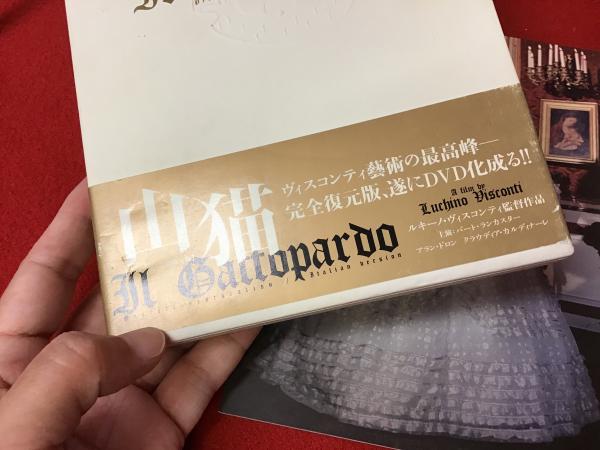 Il
ヴィスコンティ藝術の最高峰―
完全復元版、遂にDVD化成る!!
山猫
A film by
Luchino Visconti
Il Gattopardo
ルキーノ・ヴィスコンティ監督作品
主演:バート・ランカスター
アラン・ドロン クラウディア・カルディナーレ
Italian version